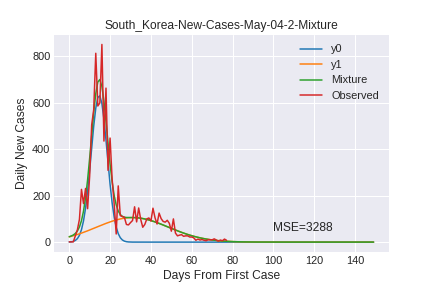 South_Korea-New-Cases-May-04-2-Mixture
y0
y1
Mixture
Observed
Daily New Cases
800
600
400
200
0
MSE=3288
0 20 40 60 80 100 120 140
Days From First Case